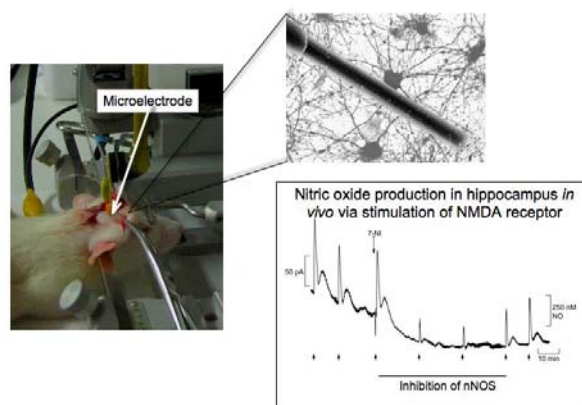 Microelectrode
Nitric oxide production in hippocampus in
vivo via stimulation of NMDA receptor
7-NI
50 pA
250 nM
NO
10 min
Inhibition of nNOS